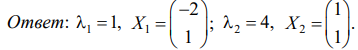 Ответ: λ₁ = 1, X₁ = (−2 1); λ₂ = 4, X₂ = (1 1).